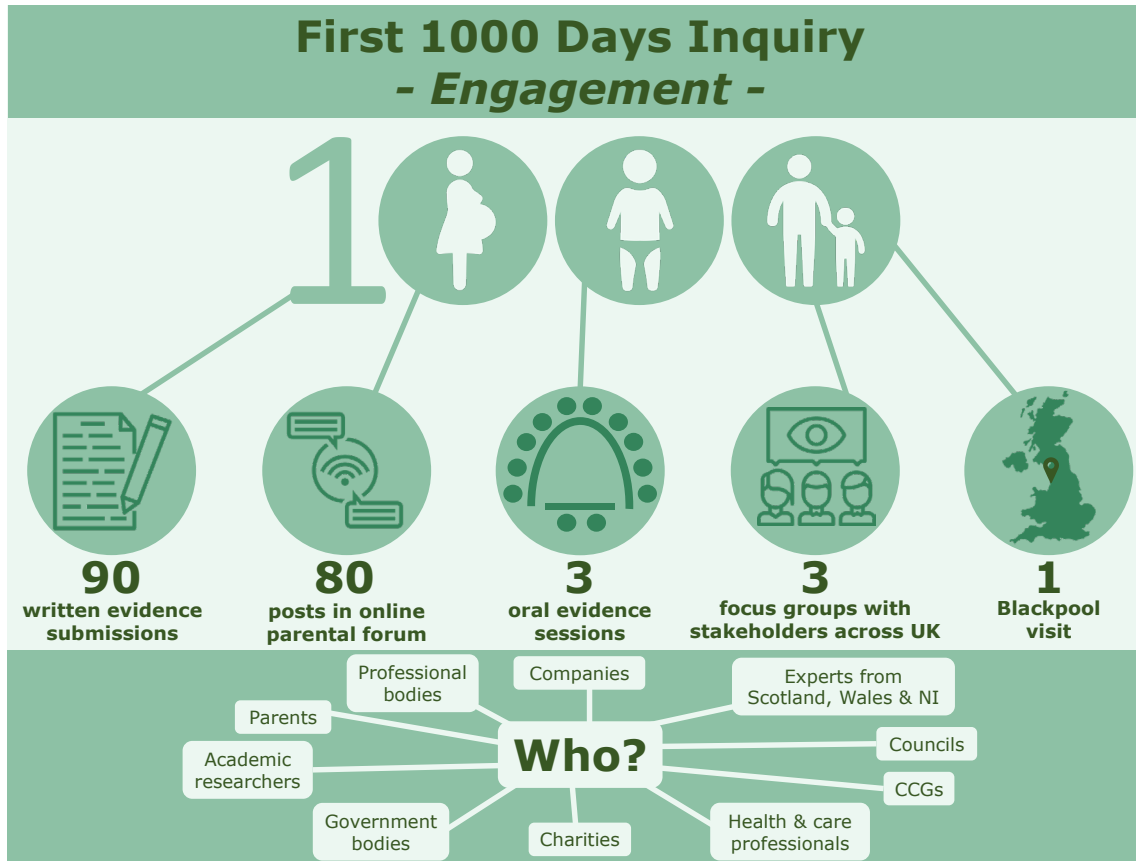 First 1000 Days Inquiry
- Engagement -
1
90
written evidence
submissions
80
posts in online
parental forum
3
oral evidence
sessions
3
focus groups with
stakeholders across UK
1
Blackpool
visit
Professional
bodies
Companies
Experts from
Scotland, Wales & NI
Parents
Who?
Councils
Academic
researchers
CCGs
Government
bodies
Charities
Health & care
professionals